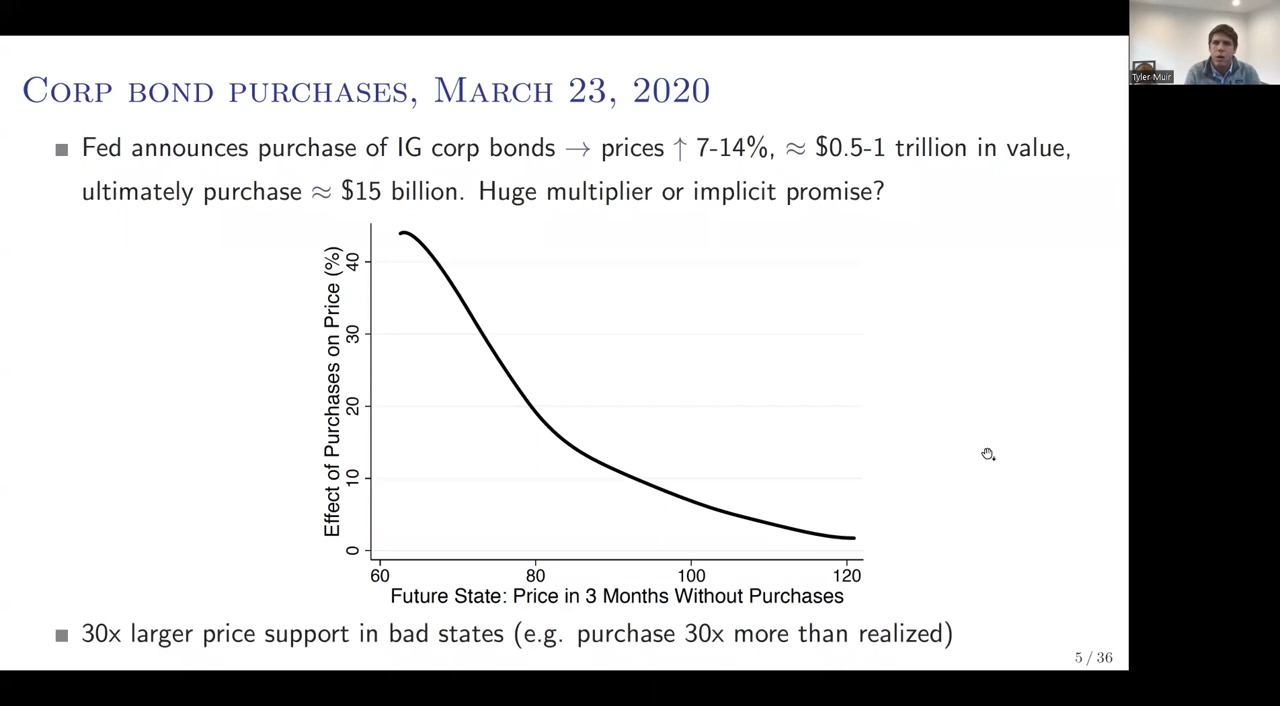 Tyler Muir
CORP BOND PURCHASES, MARCH 23, 2020
Fed announces purchase of IG corp bonds → prices ↑ 7-14%, ≈ $0.5-1 trillion in value,
ultimately purchase ≈ $15 billion. Huge multiplier or implicit promise?
Effect of Purchases on Price (%)
40
30
20
10
0
60 80 100 120
Future State: Price in 3 Months Without Purchases
30x larger price support in bad states (e.g. purchase 30x more than realized)
5 / 36